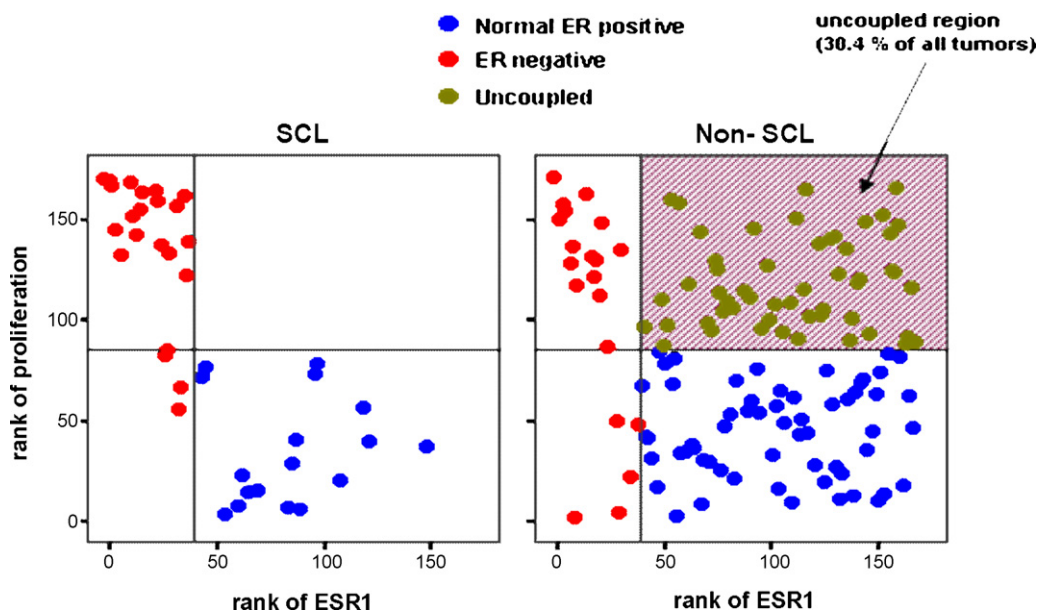 Normal ER positive
ER negative
Uncoupled
uncoupled region
(30.4 % of all tumors)
SCL
Non- SCL
rank of proliferation
150
100
50
0
0
50
100
150
0
50
100
150
rank of ESR1
rank of ESR1